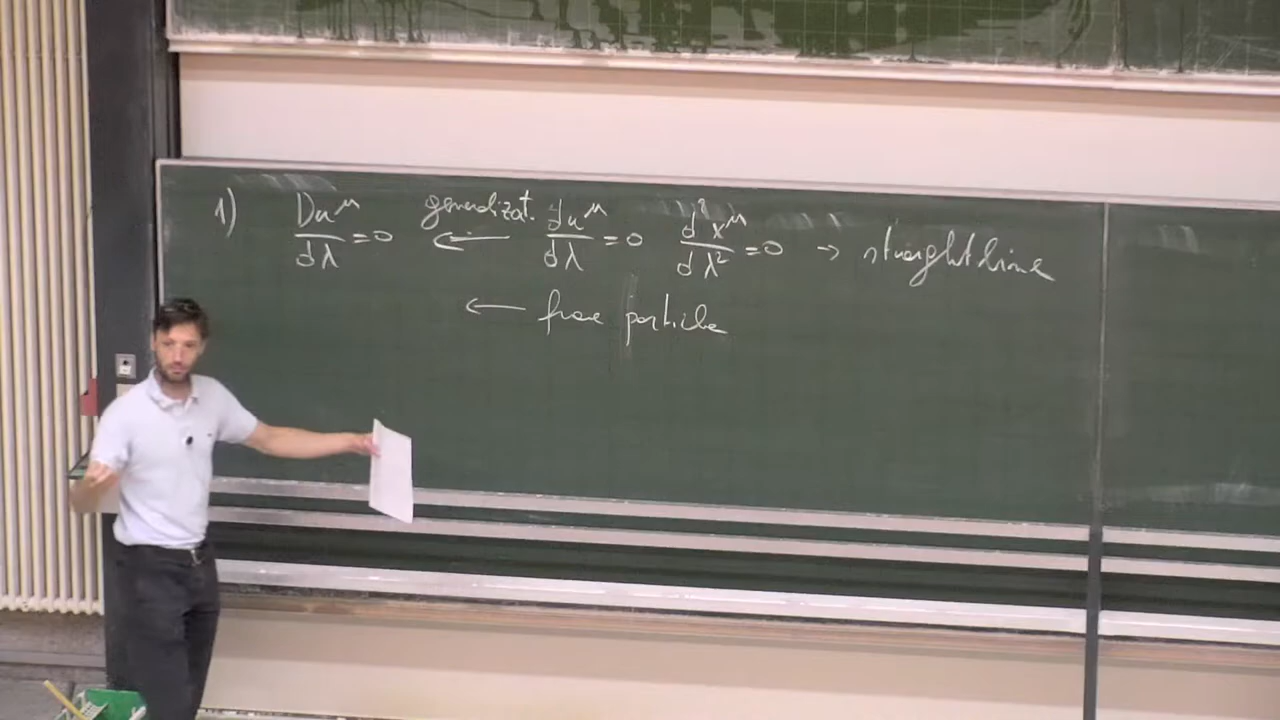 1) Du^μ/dλ = 0 generalizat. ← du^μ/dλ = 0 d²x^μ/dλ² = 0 → straight line
← free particle